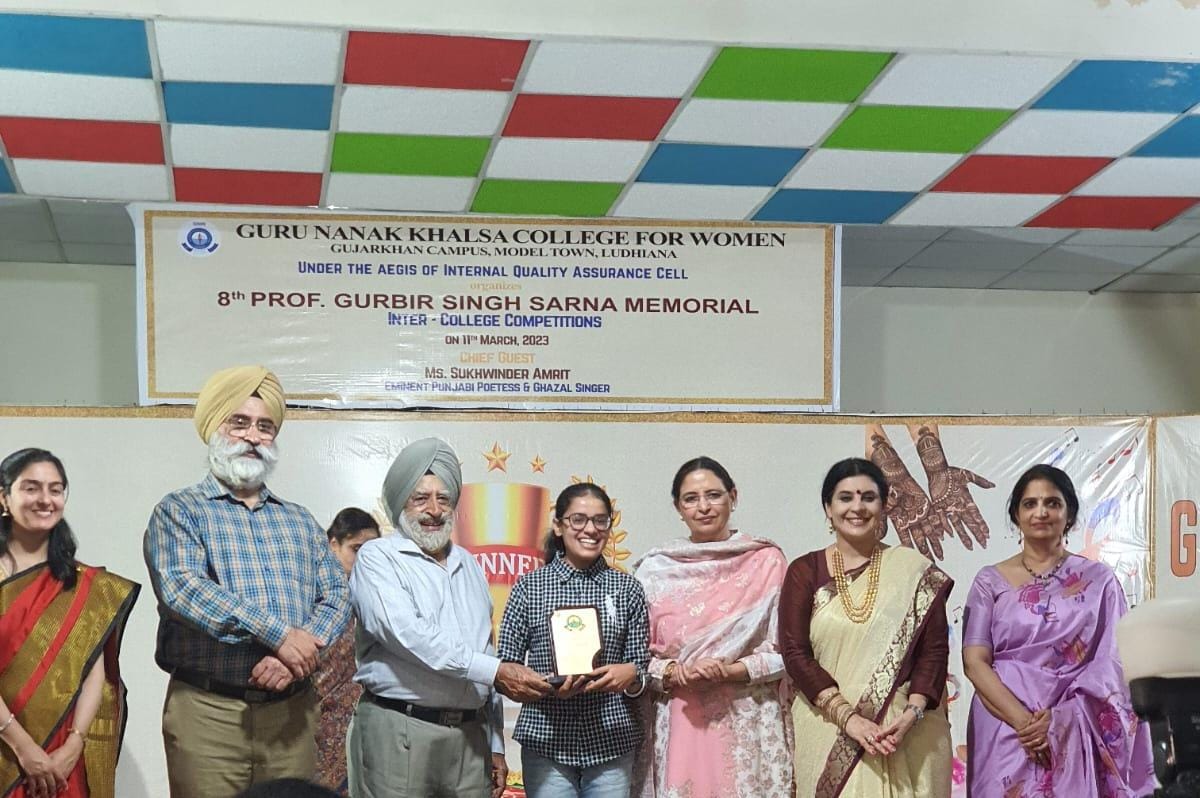 GURU NANAK KHALSA COLLEGE FOR WOMEN
GUJARKHAN CAMPUS, MODEL TOWN, LUDHIANA
UNDER THE AEGIS OF INTERNAL QUALITY ASSURANCE CELL
organizes
8th PROF. GURBIR SINGH SARNA MEMORIAL
INTER - COLLEGE COMPETITIONS
ON 11TH MARCH, 2023
CHIEF GUEST
MS. SUKHWINDER AMRIT
EMINENT PUNJABI POETESS & GHAZAL SINGER